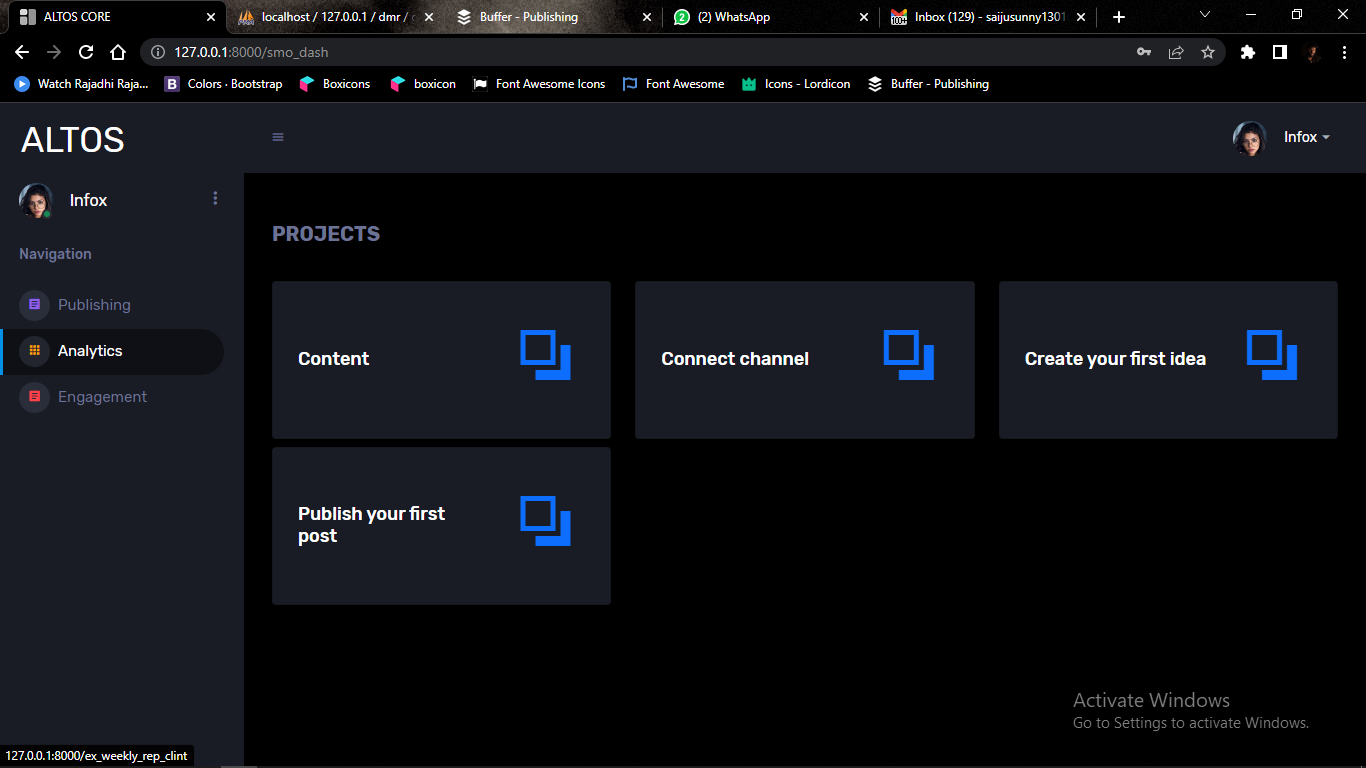 ALTOS CORE
localhost / 127.0.0.1 / dmr /
Buffer - Publishing
(2) WhatsApp
100+
Inbox (129) - saijusunny1301
127.0.0.1:8000/smo_dash
Watch Rajadhi Raja...
B
Colors · Bootstrap
Boxicons
boxicon
Font Awesome Icons
Font Awesome
Icons - Lordicon
Buffer - Publishing
ALTOS
Infox
Infox
Navigation
Publishing
Analytics
Engagement
PROJECTS
Content
Connect channel
Create your first idea
Publish your first
post
Activate Windows
Go to Settings to activate Windows.
127.0.0.1:8000/ex_weekly_rep_clint